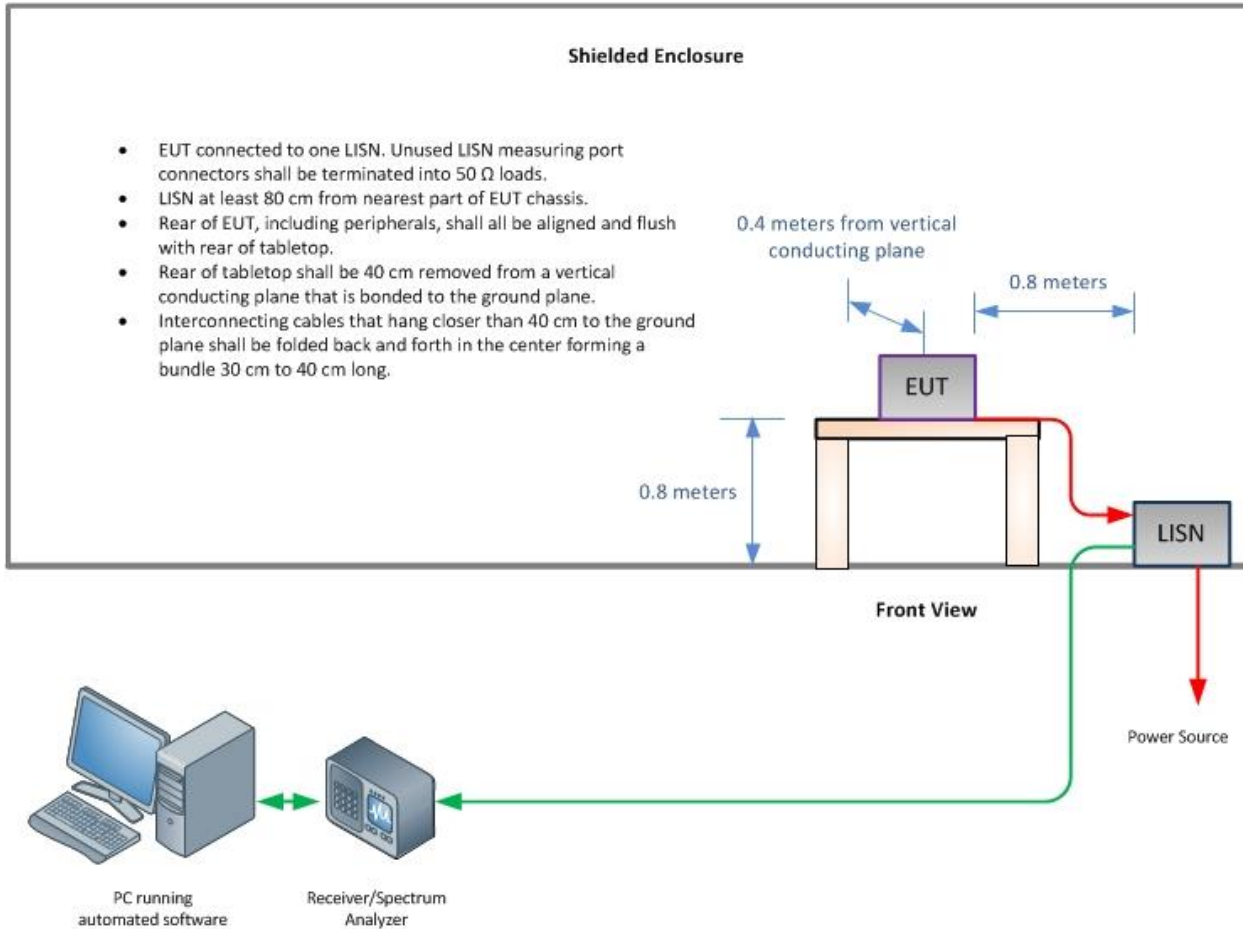 Shielded Enclosure
• EUT connected to one LISN. Unused LISN measuring port
connectors shall be terminated into 50 Ω loads.
• LISN at least 80 cm from nearest part of EUT chassis.
• Rear of EUT, including peripherals, shall all be aligned and flush
with rear of tabletop.
• Rear of tabletop shall be 40 cm removed from a vertical
conducting plane that is bonded to the ground plane.
• Interconnecting cables that hang closer than 40 cm to the ground
plane shall be folded back and forth in the center forming a
bundle 30 cm to 40 cm long.
0.4 meters from vertical
conducting plane
0.8 meters
EUT
0.8 meters
LISN
Front View
Power Source
PC running
automated software
Receiver/Spectrum
Analyzer